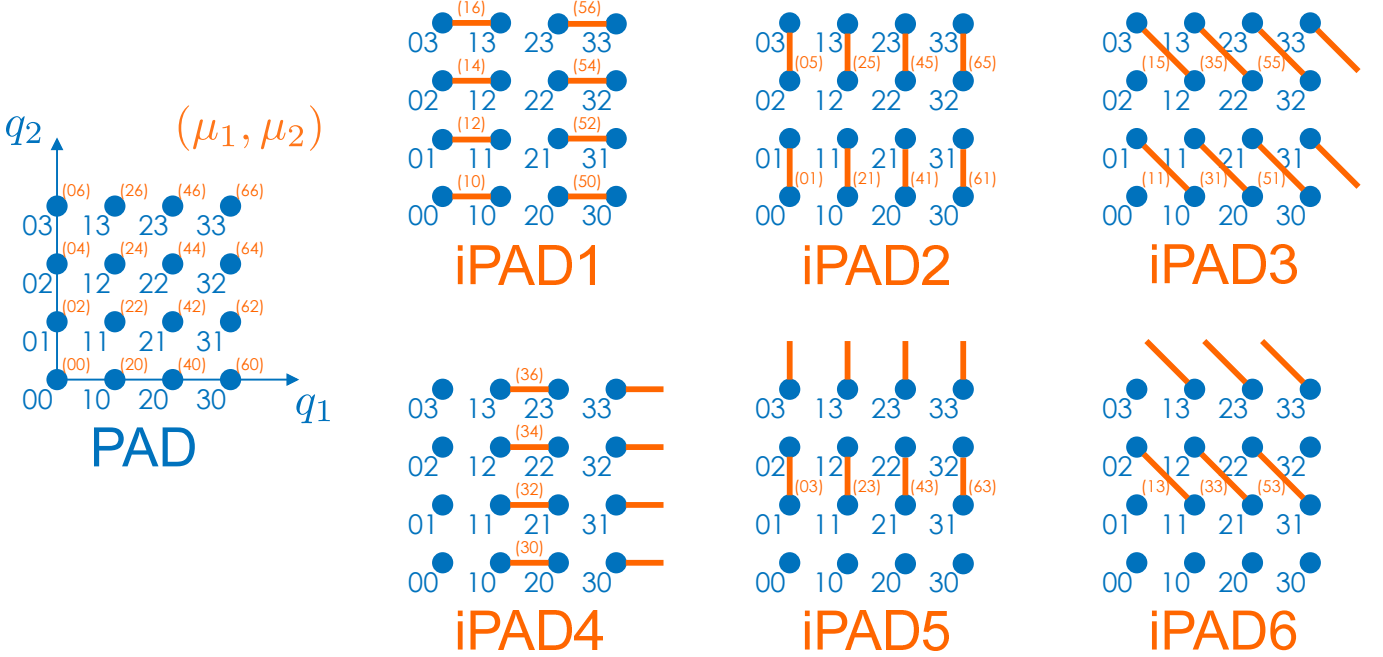 q₂
(μ₁, μ₂)
(06) (26) (46) (66)
03 13 23 33
(04) (24) (44) (64)
02 12 22 32
(02) (22) (42) (62)
01 11 21 31
(00) (20) (40) (60)
00 10 20 30
q₁
PAD
(16) (56)
03 13 23 33
(14) (54)
02 12 22 32
(12) (52)
01 11 21 31
(10) (50)
00 10 20 30
iPAD1
03 13 23 33
(05) (25) (45) (65)
02 12 22 32
01 11 21 31
(01) (21) (41) (61)
00 10 20 30
iPAD2
03 13 23 33
(15) (35) (55)
02 12 22 32
01 11 21 31
(11) (31) (51)
00 10 20 30
iPAD3
(36)
03 13 23 33
(34)
02 12 22 32
(32)
01 11 21 31
(30)
00 10 20 30
iPAD4
03 13 23 33
02 12 22 32
(03) (23) (43) (63)
01 11 21 31
00 10 20 30
iPAD5
03 13 23 33
02 12 22 32
(13) (33) (53)
01 11 21 31
00 10 20 30
iPAD6